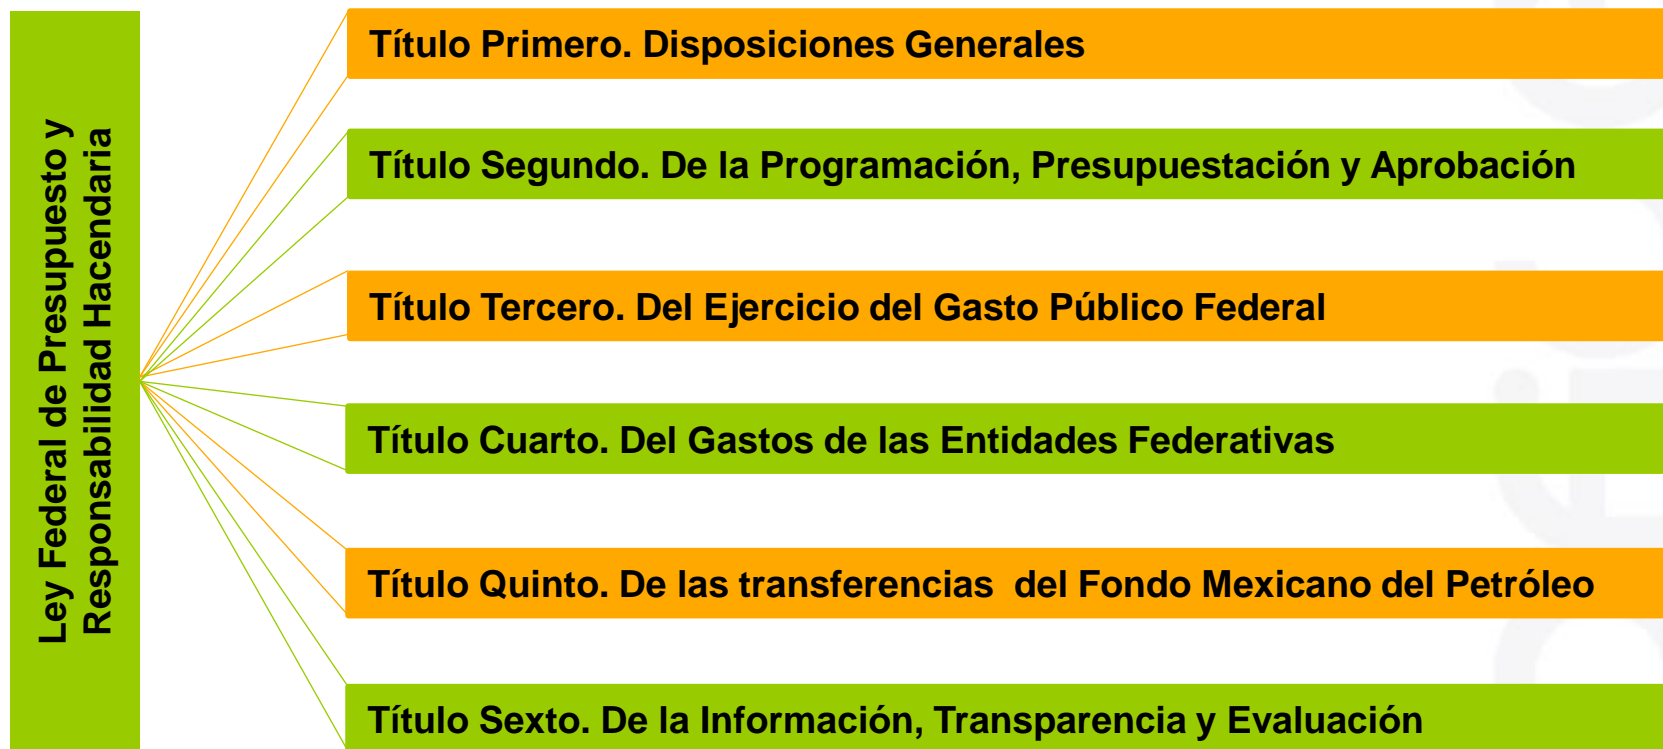 Ley Federal de Presupuesto y
Responsabilidad Hacendaria
Título Primero. Disposiciones Generales
Título Segundo. De la Programación, Presupuestación y Aprobación
Título Tercero. Del Ejercicio del Gasto Público Federal
Título Cuarto. Del Gastos de las Entidades Federativas
Título Quinto. De las transferencias  del Fondo Mexicano del Petróleo
Título Sexto. De la Información, Transparencia y Evaluación